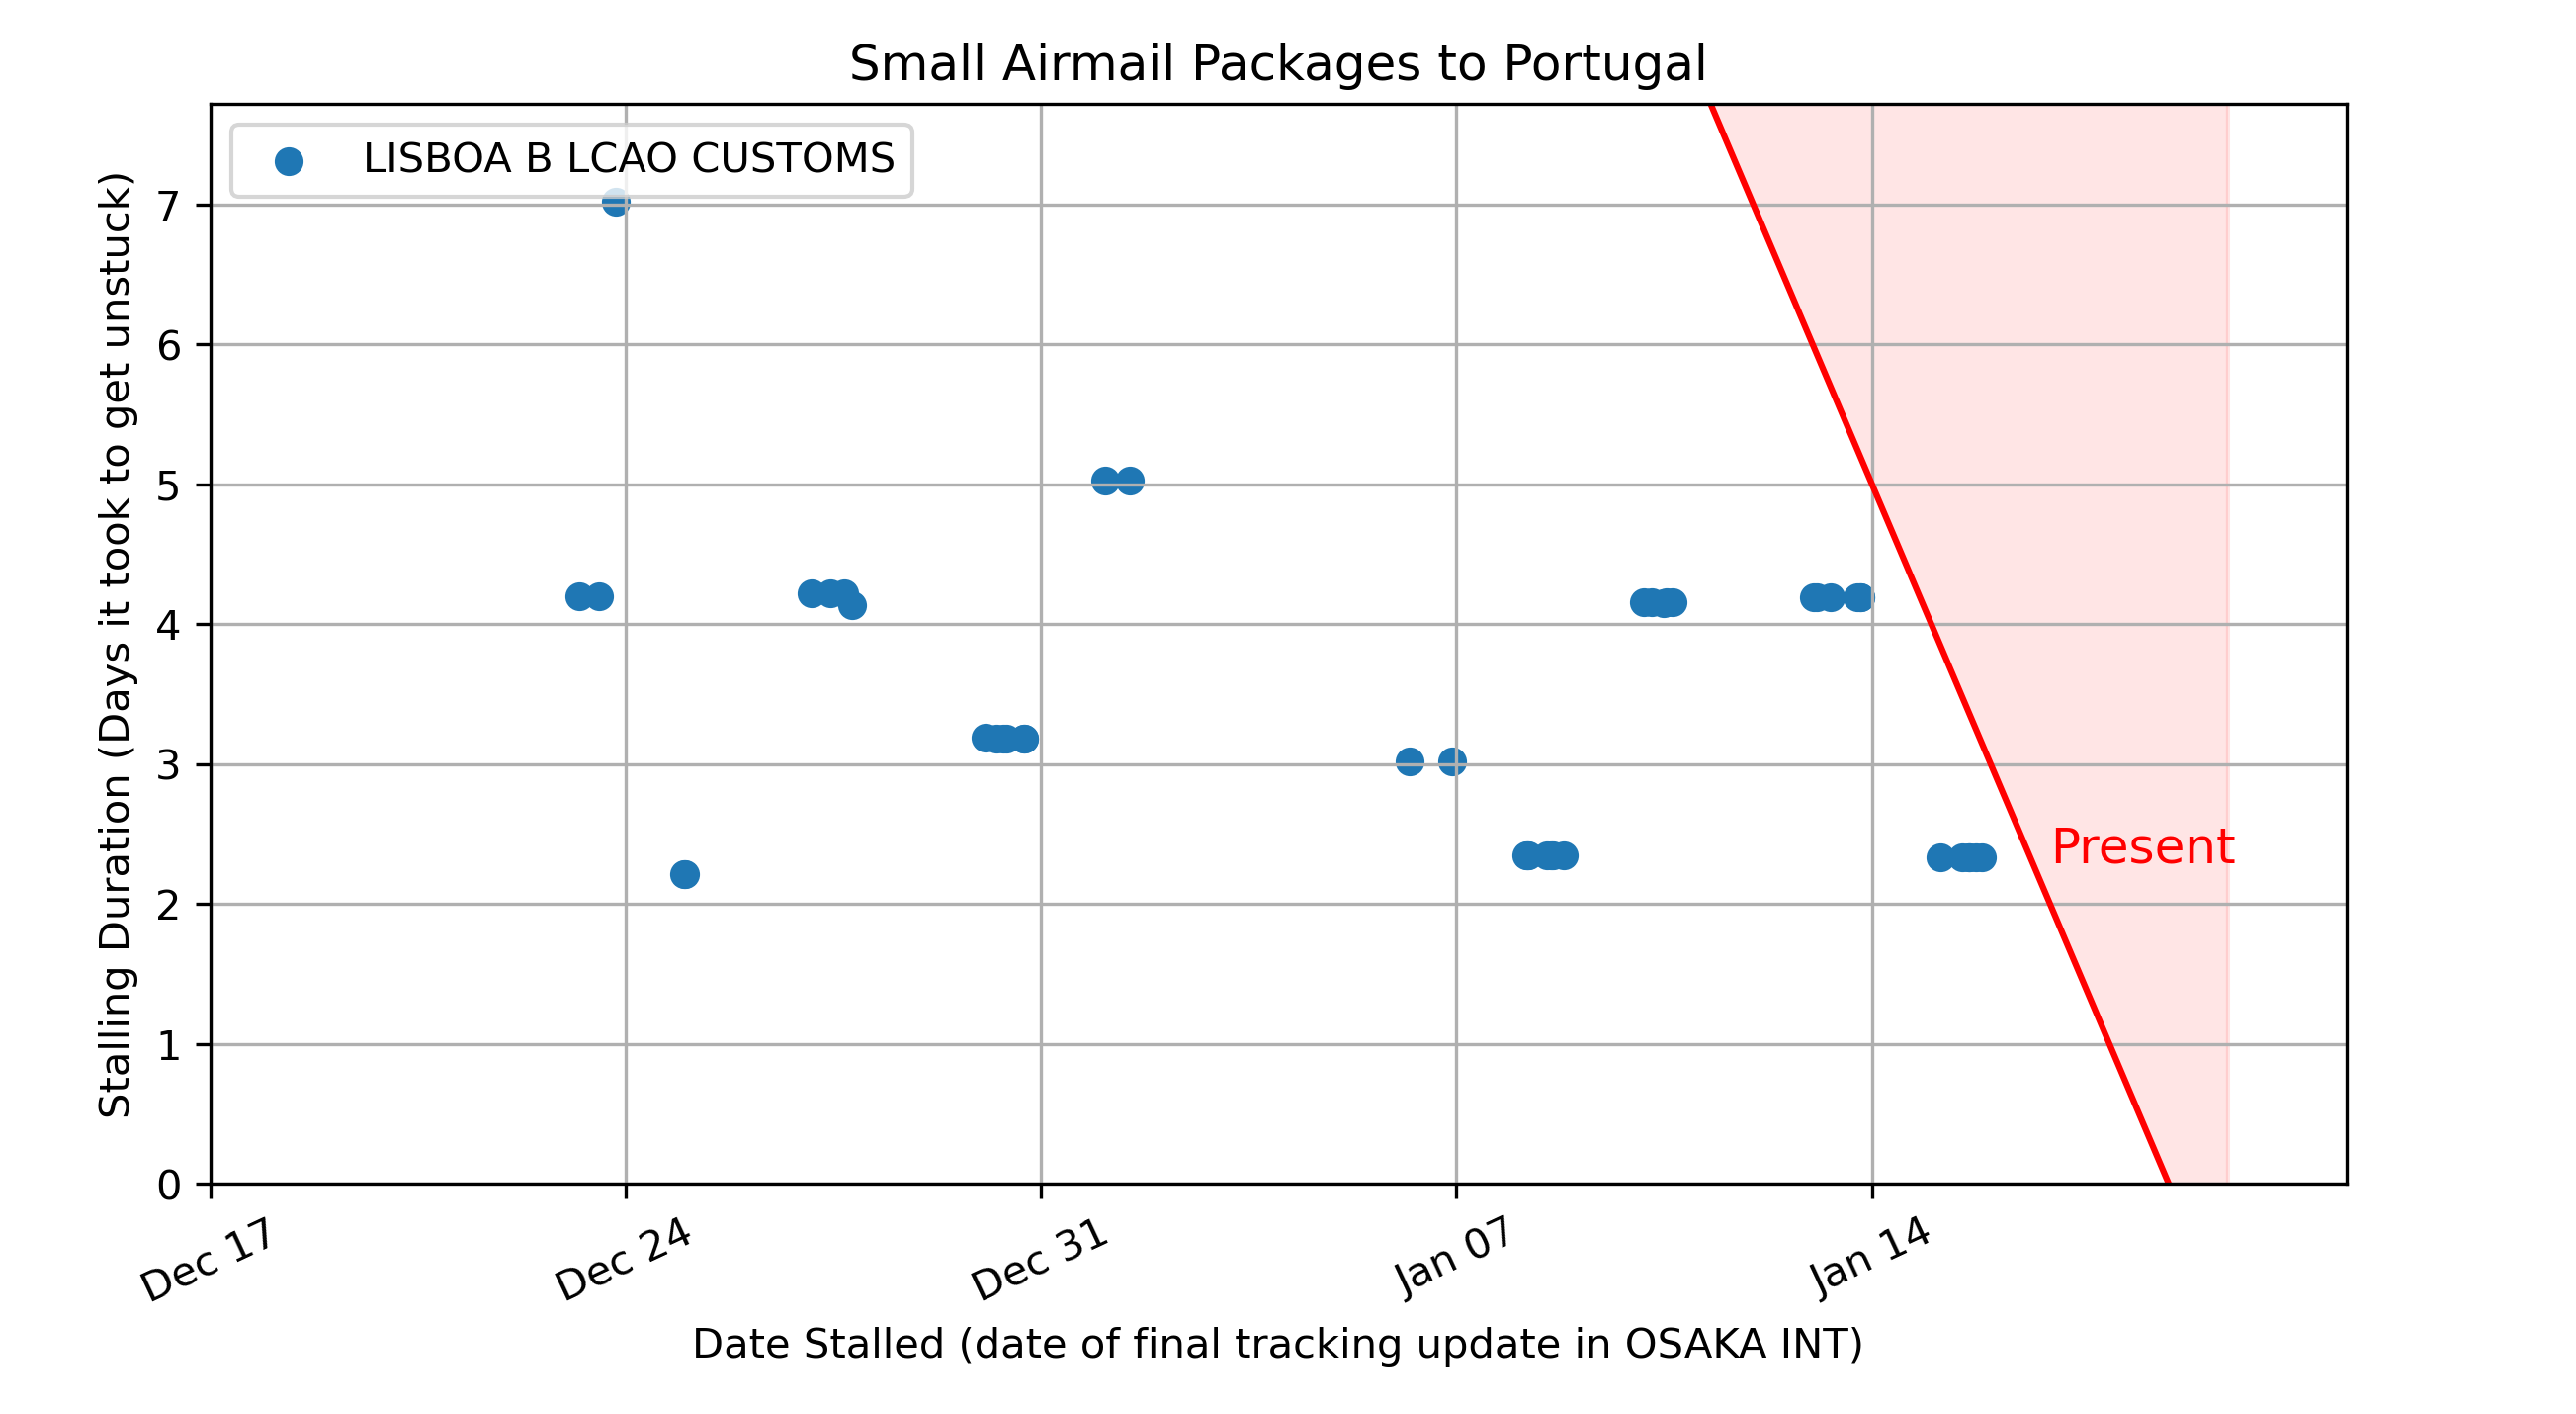 Small Airmail Packages to Portugal
LISBOA B LCAO CUSTOMS
Stalling Duration (Days it took to get unstuck)
7
6
5
4
3
2
1
0
Present
Dec 17
Dec 24
Dec 31
Jan 07
Jan 14
Date Stalled (date of final tracking update in OSAKA INT)